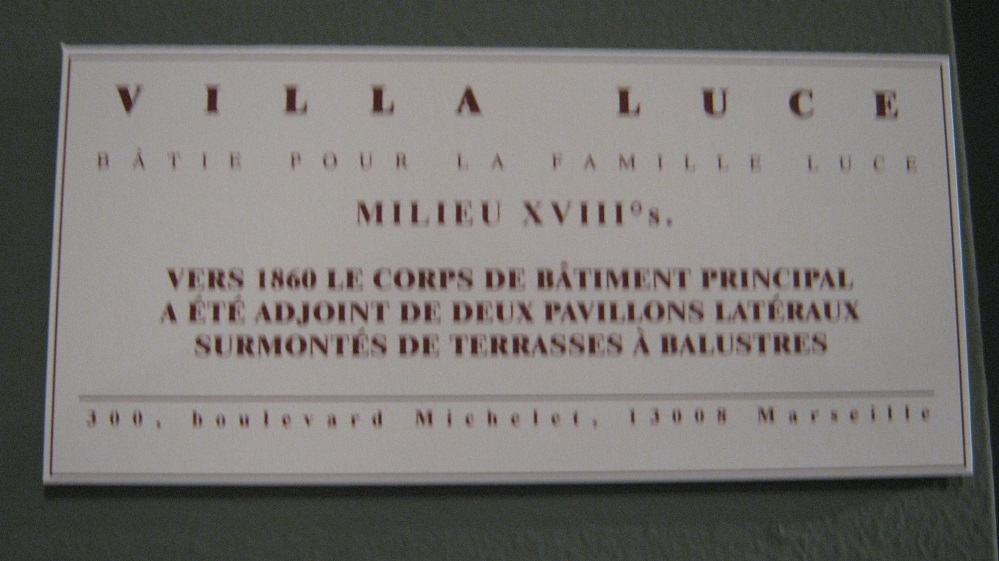 VILLA LUCE
BÂTIE POUR LA FAMILLE LUCE
MILIEU XVIIIºs.
VERS 1860 LE CORPS DE BÂTIMENT PRINCIPAL
A ÉTÉ ADJOINT DE DEUX PAVILLONS LATÉRAUX
SURMONTÉS DE TERRASSES À BALUSTRES
300, boulevard Michelet, 13008 Marseille